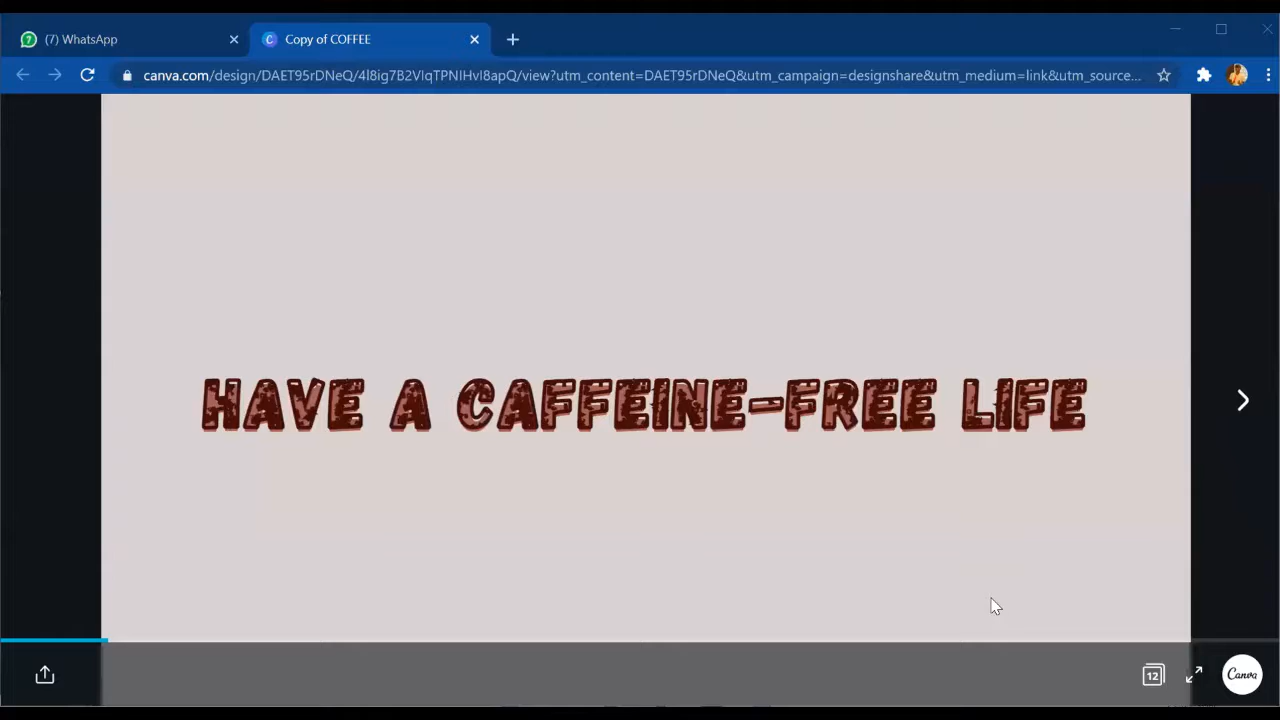 (7) WhatsApp
Copy of COFFEE
canva.com/design/DAET95rDNeQ/4l8ig7B2VIqTPNIHvI8apQ/view?utm_content=DAET95rDNeQ&utm_campaign=designshare&utm_medium=link&utm_source...
HAVE A CAFFEINE-FREE LIFE
12
Canva